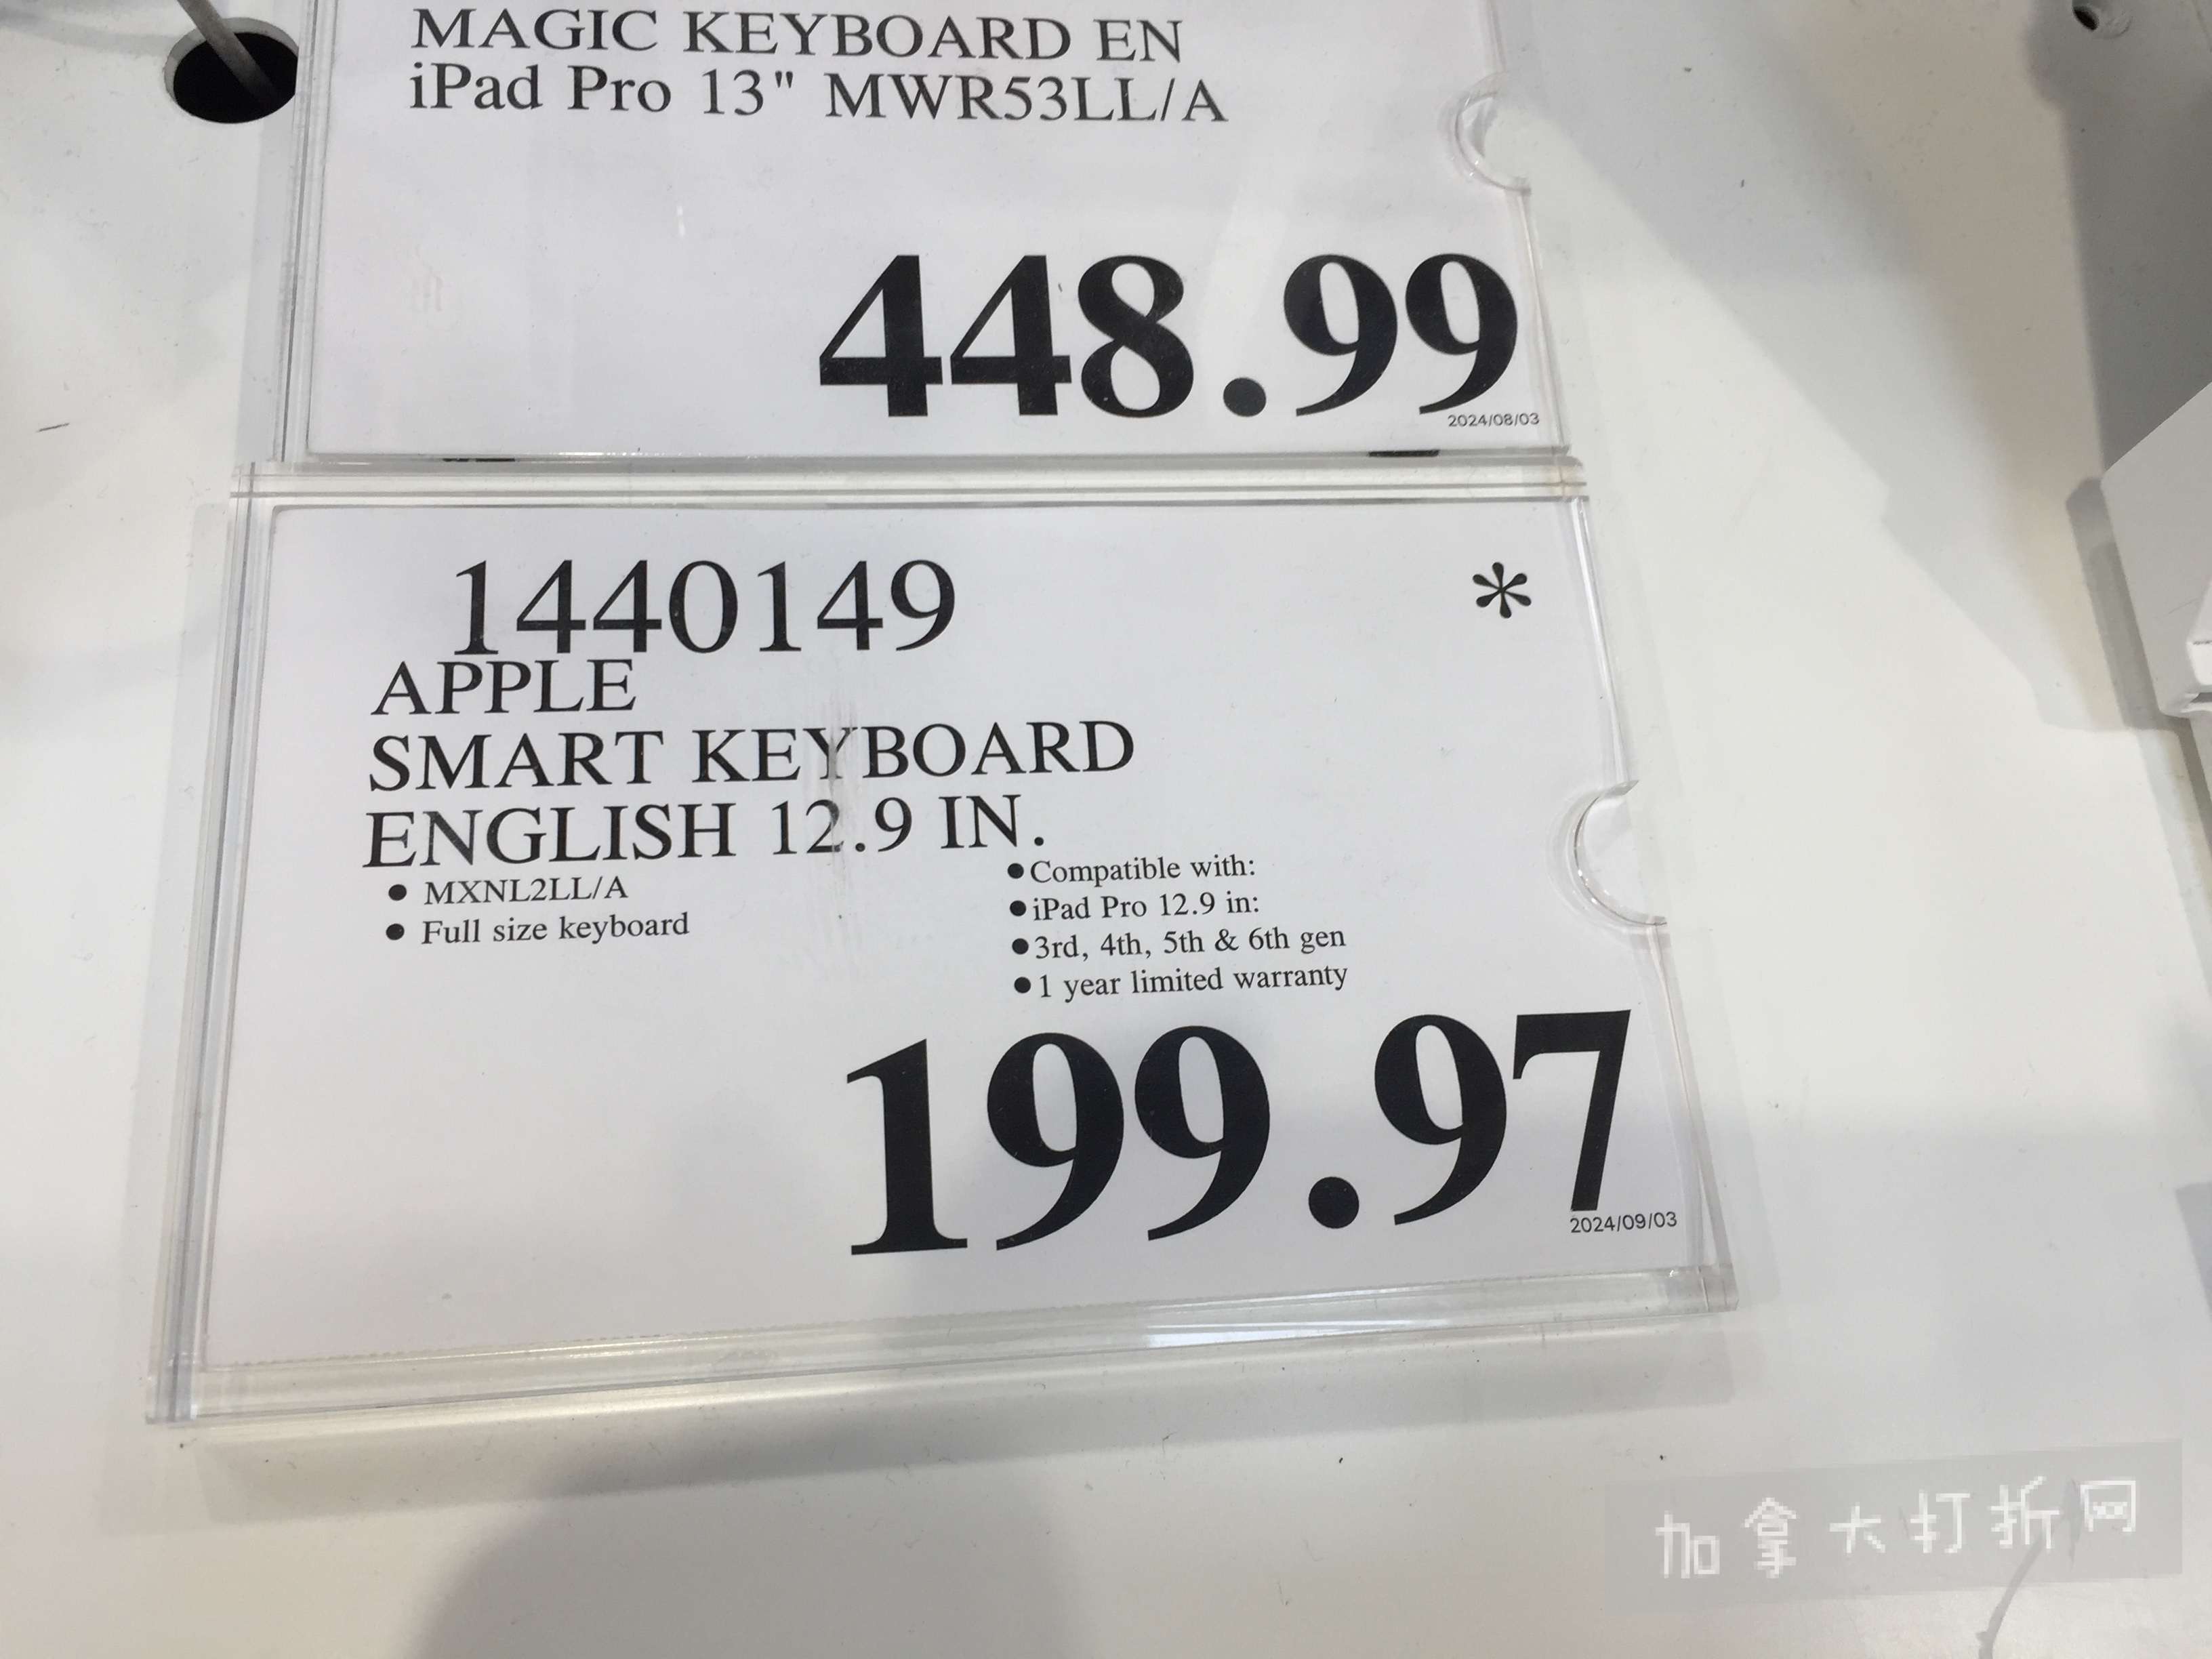 MAGIC KEYBOARD EN
iPad Pro 13" MWR53LL/A
448.99
2024/08/03
1440149
*
APPLE
SMART KEYBOARD
ENGLISH 12.9 IN.
● MXNL2LL/A
● Full size keyboard
●Compatible with:
●iPad Pro 12.9 in:
●3rd, 4th, 5th & 6th gen
●1 year limited warranty
199.97
2024/09/03
加拿大打折网